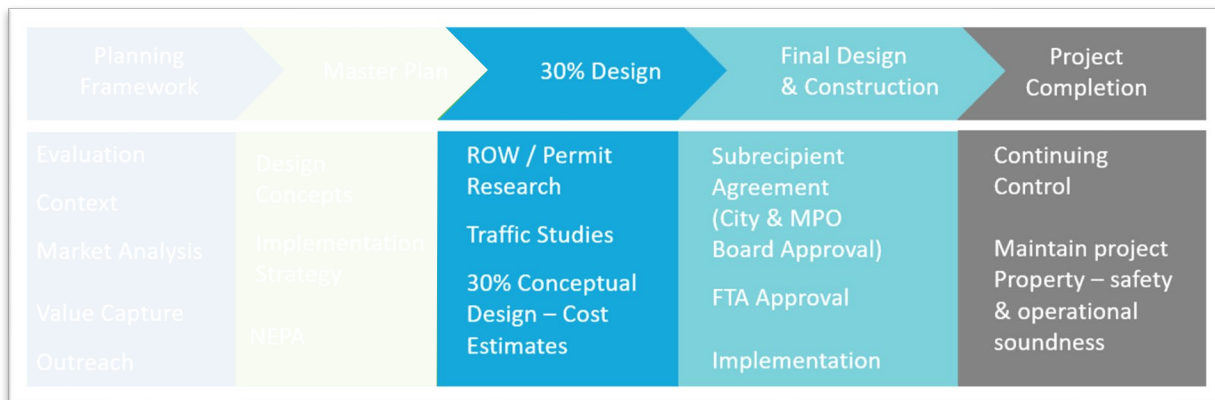 Planning
Framework
Master Plan
30% Design
Final Design
& Construction
Project
Completion
Evaluation
Context
Market Analysis
Value Capture
Outreach
Design
Concepts
Implementation
Strategy
NEPA
ROW / Permit
Research
Traffic Studies
30% Conceptual
Design – Cost
Estimates
Subrecipient
Agreement
(City & MPO
Board Approval)
FTA Approval
Implementation
Continuing
Control
Maintain project
Property – safety
& operational
soundness